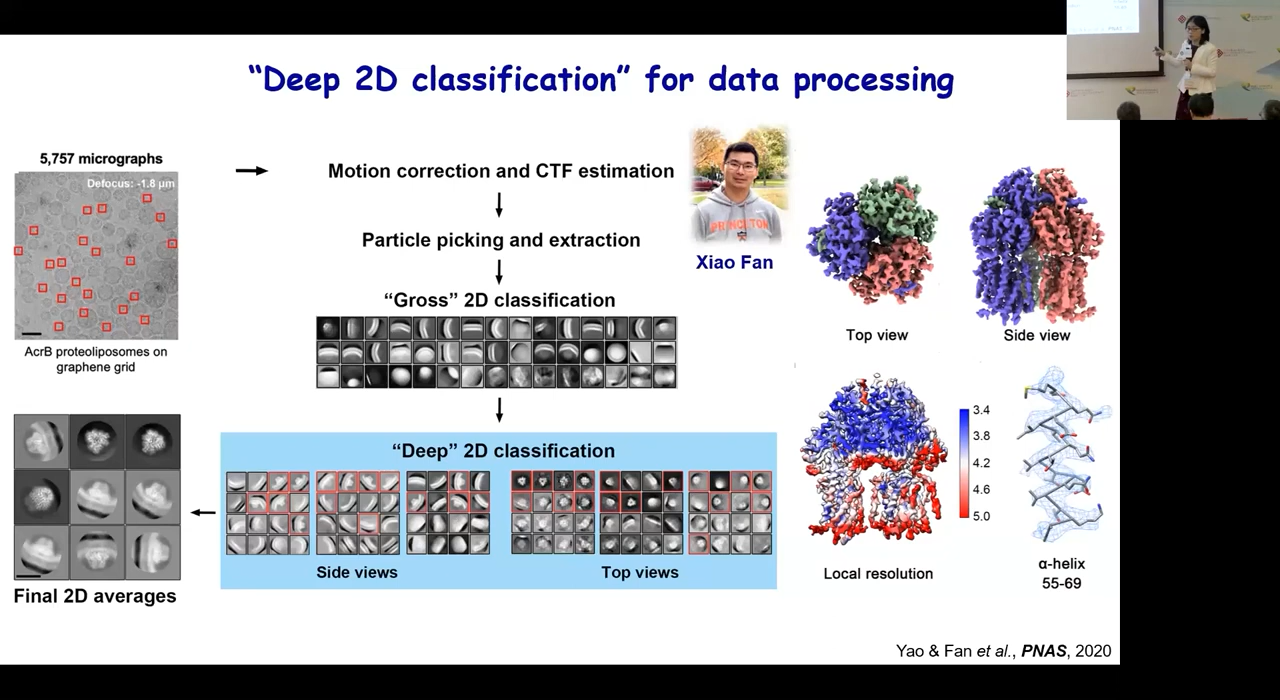 “Deep 2D classification” for data processing
5,757 micrographs
Defocus: -1.8 μm
AcrB proteoliposomes on
graphene grid
Motion correction and CTF estimation
Particle picking and extraction
“Gross” 2D classification
“Deep” 2D classification
Side views
Top views
Final 2D averages
PRINCETON
Xiao Fan
Top view
Side view
3.4
3.8
4.2
4.6
5.0
Local resolution
α-helix
55-69
Yao & Fan et al., PNAS, 2020